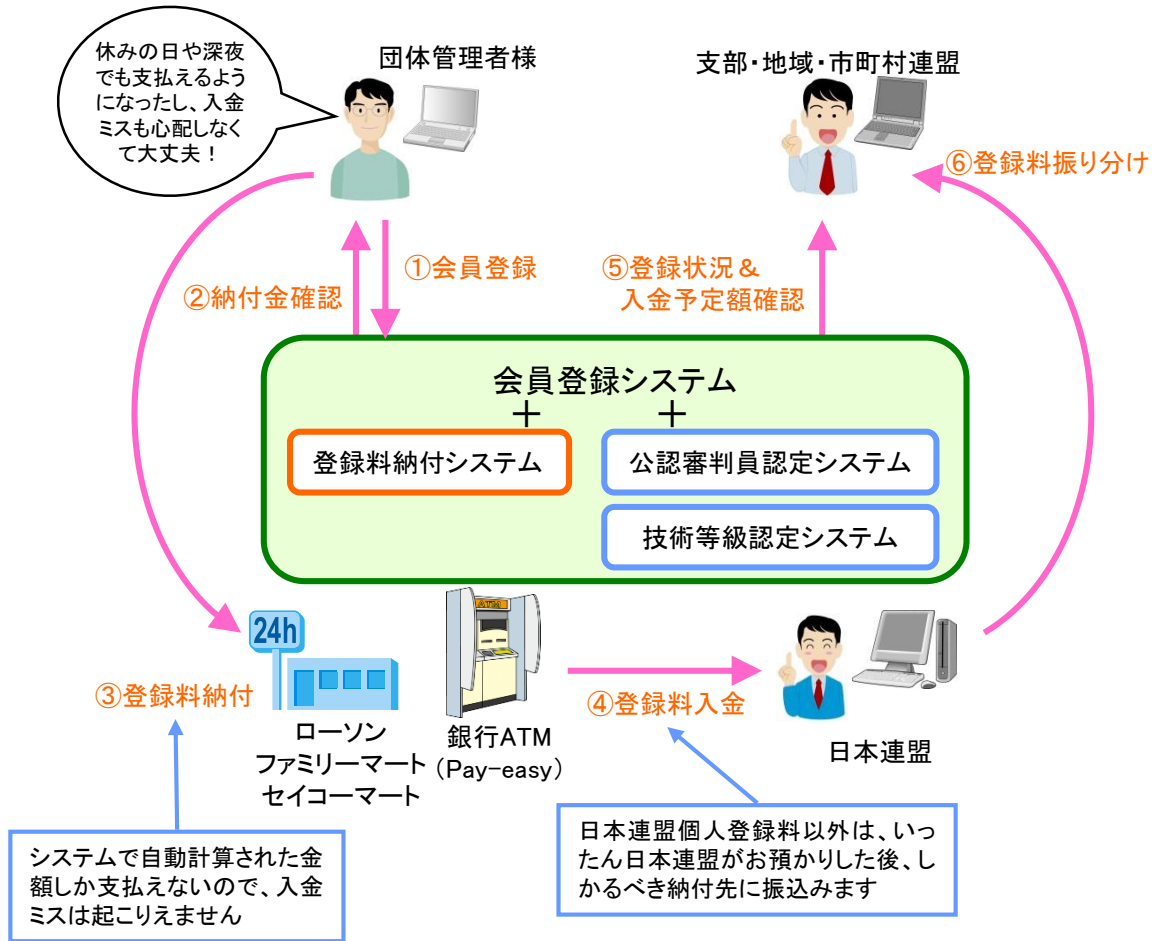 休みの日や深夜
でも支払えるよう
になったし、入金
ミスも心配しなく
て大丈夫!
団体管理者様
支部・地域・市町村連盟
⑥登録料振り分け
①会員登録
②納付金確認
⑤登録状況&
入金予定額確認
会員登録システム
+
+
登録料納付システム
公認審判員認定システム
技術等級認定システム
24h
ATM
③登録料納付
ローソン
ファミリーマート
セイコーマート
銀行ATM
(Pay-easy)
④登録料入金
日本連盟
システムで自動計算された金
額しか支払えないので、入金
ミスは起こりえません
日本連盟個人登録料以外は、いっ
たん日本連盟がお預かりした後、し
かるべき納付先に振込みます